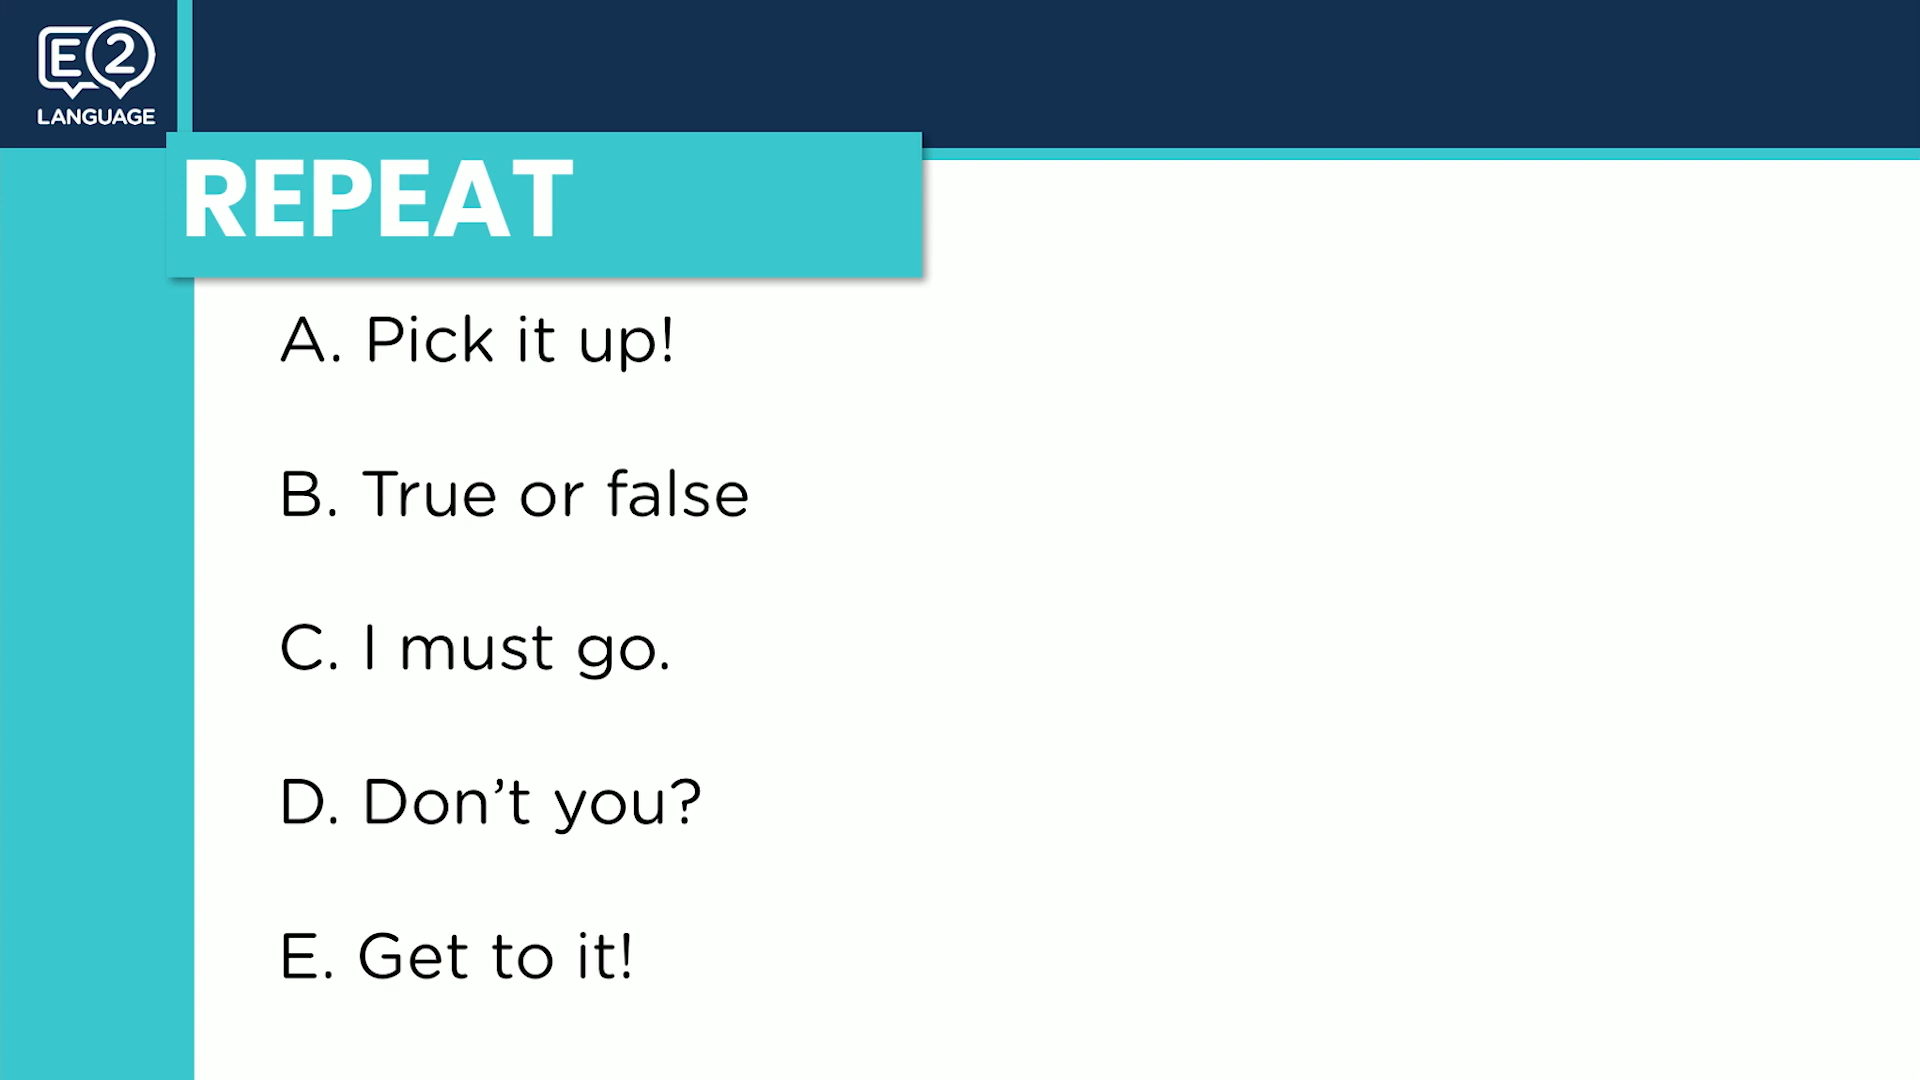 E2
LANGUAGE
REPEAT
A. Pick it up!
B. True or false
C. I must go.
D. Don’t you?
E. Get to it!